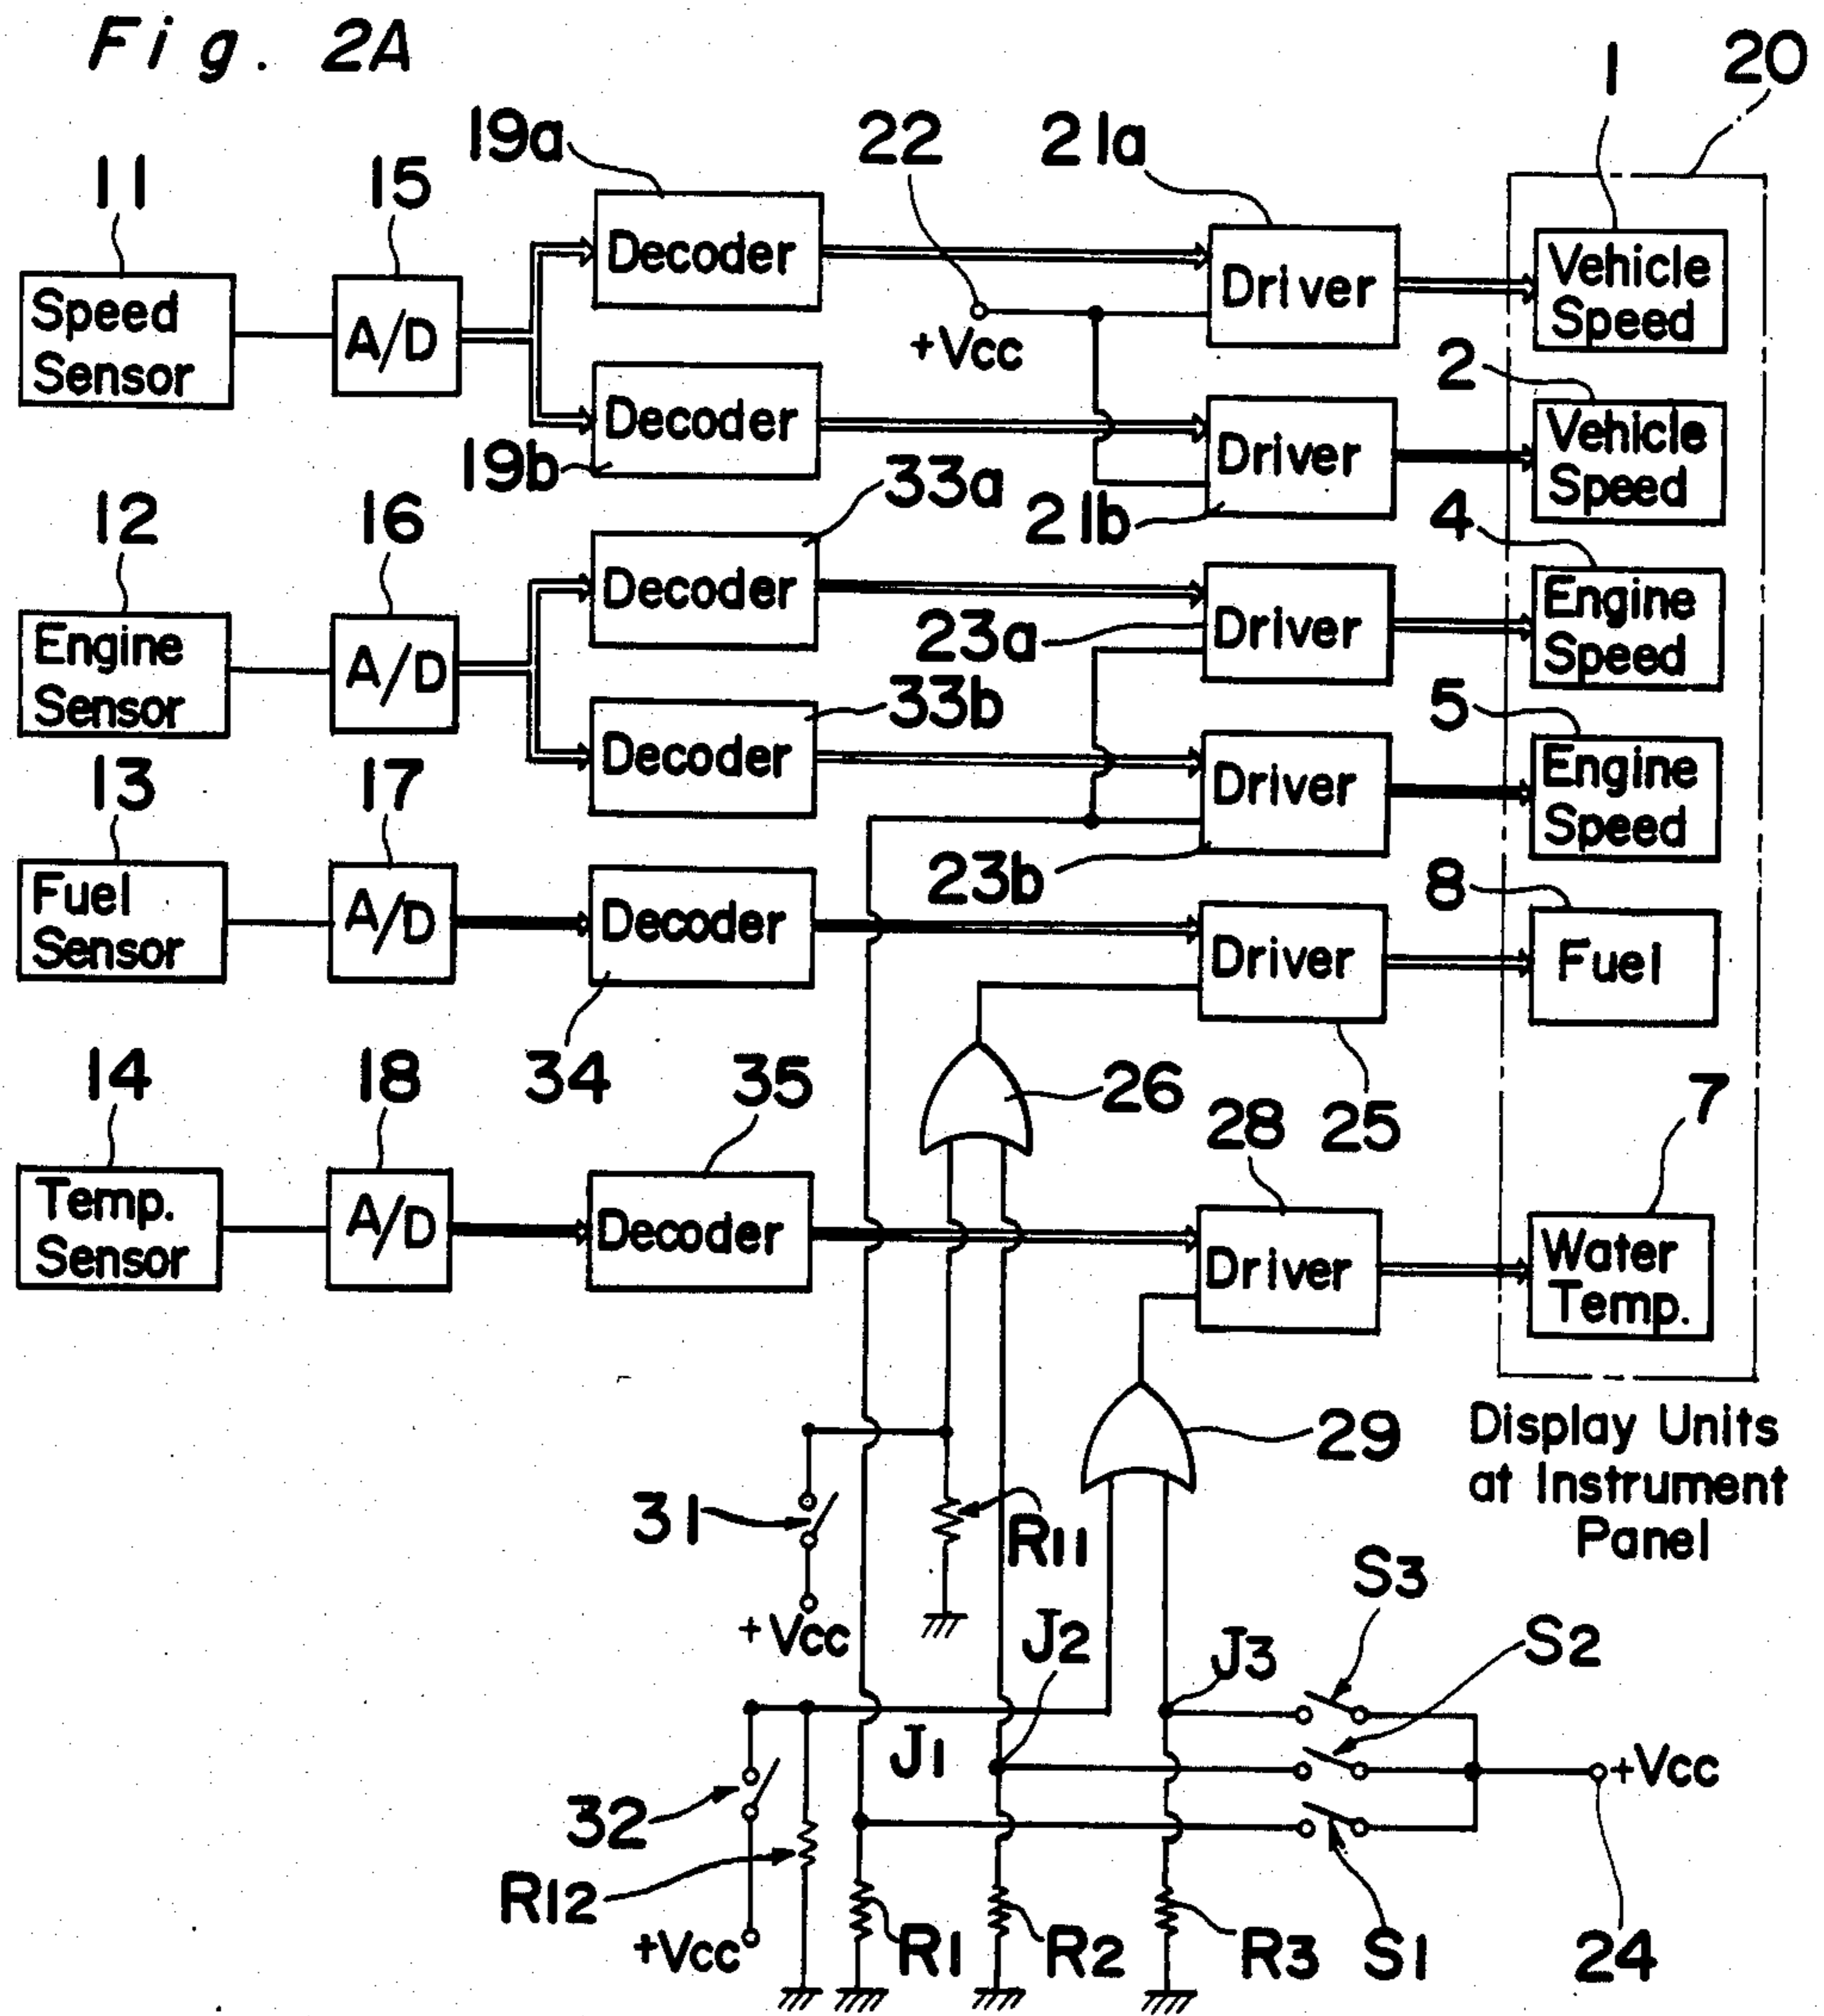 Fig. 2A
1
20
19a
22
21a
11
15
Decoder
Driver
Vehicle
Speed
Speed
Sensor
A/D
+Vcc
2
Decoder
Driver
Vehicle
Speed
19b
33a
21b
4
12
16
Decoder
Driver
Engine
Speed
23a
Engine
Sensor
A/D
33b
5
Decoder
Driver
Engine
Speed
13
17
23b
8
Fuel
Sensor
A/D
Decoder
Driver
Fuel
14
18
34
35
26
28
25
7
Temp.
Sensor
A/D
Decoder
Driver
Water
Temp.
29
Display Units
at Instrument
Panel
31
R11
S3
+Vcc
J2
J3
S2
J1
+Vcc
32
R12
+Vcc
R1
R2
R3
S1
24